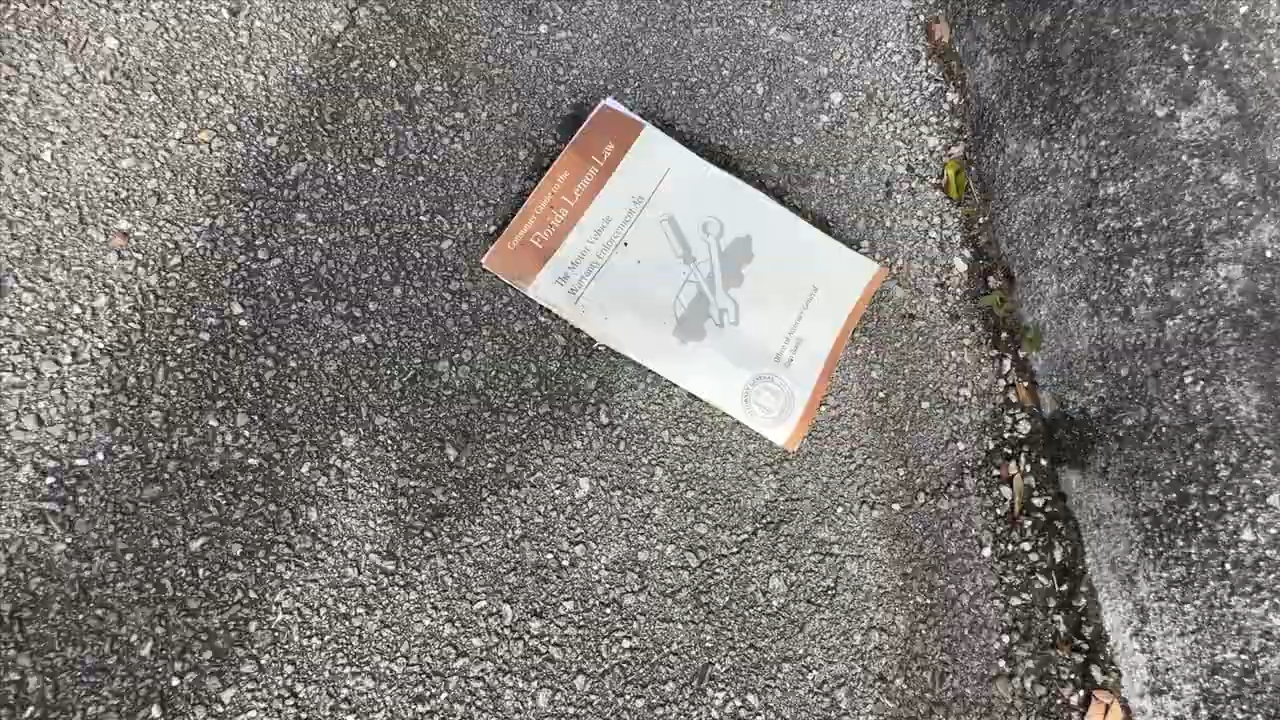 Consumer Guide to the
Florida Lemon Law
The Motor Vehicle
Warranty Enforcement Act
Office of Attorney General